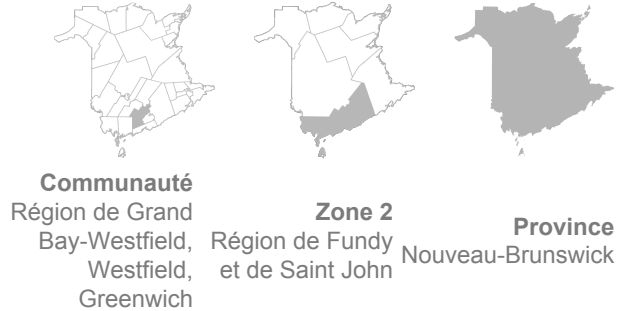 Communauté
Région de Grand
Bay-Westfield,
Westfield,
Greenwich
Zone 2
Région de Fundy
et de Saint John
Province
Nouveau-Brunswick